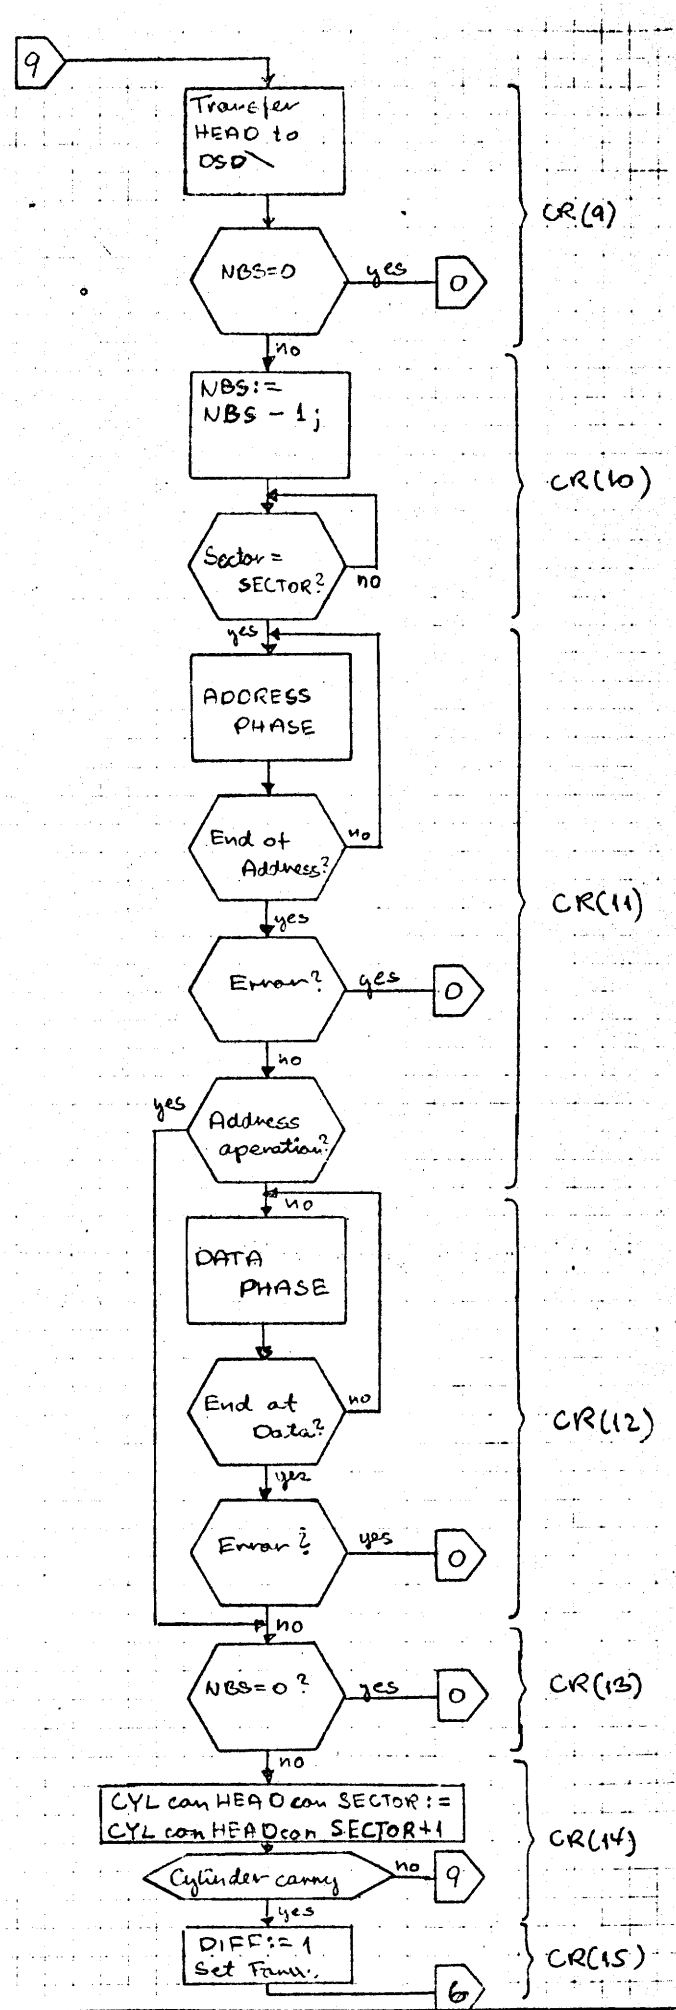 9
Transfer
HEAD to
DSD
CR(9)
NBS=0
yes
0
no
NBS:=
NBS - 1;
CR(10)
Sector =
SECTOR?
no
yes
ADDRESS
PHASE
End of
Address?
no
CR(11)
yes
Error?
yes
0
no
yes
Address
operation?
no
DATA
PHASE
End of
Data?
no
CR(12)
yes
Error?
yes
0
no
NBS=0 ?
yes
0
CR(13)
no
CYL con HEAD con SECTOR :=
CYL con HEAD con SECTOR+1
CR(14)
Cylinder carry
no
9
yes
DIFF:= 1
Set
CR(15)
6